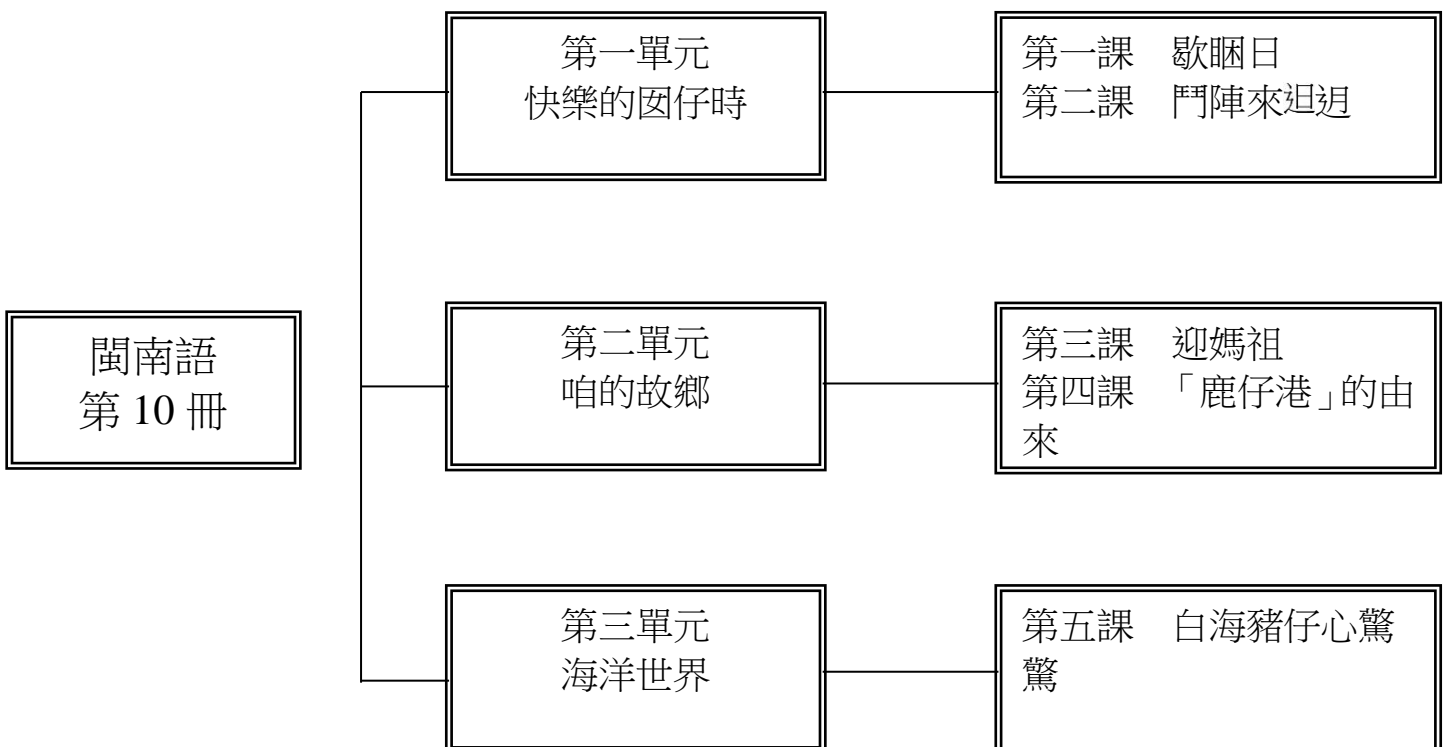 第一單元
快樂的囡仔時
第一課　歇睏日
第二課　鬥陣來𨑨迌
閩南語
第 10 冊
第二單元
咱的故鄉
第三課　迎媽祖
第四課　「鹿仔港」的由
來
第三單元
海洋世界
第五課　白海豬仔心驚
驚